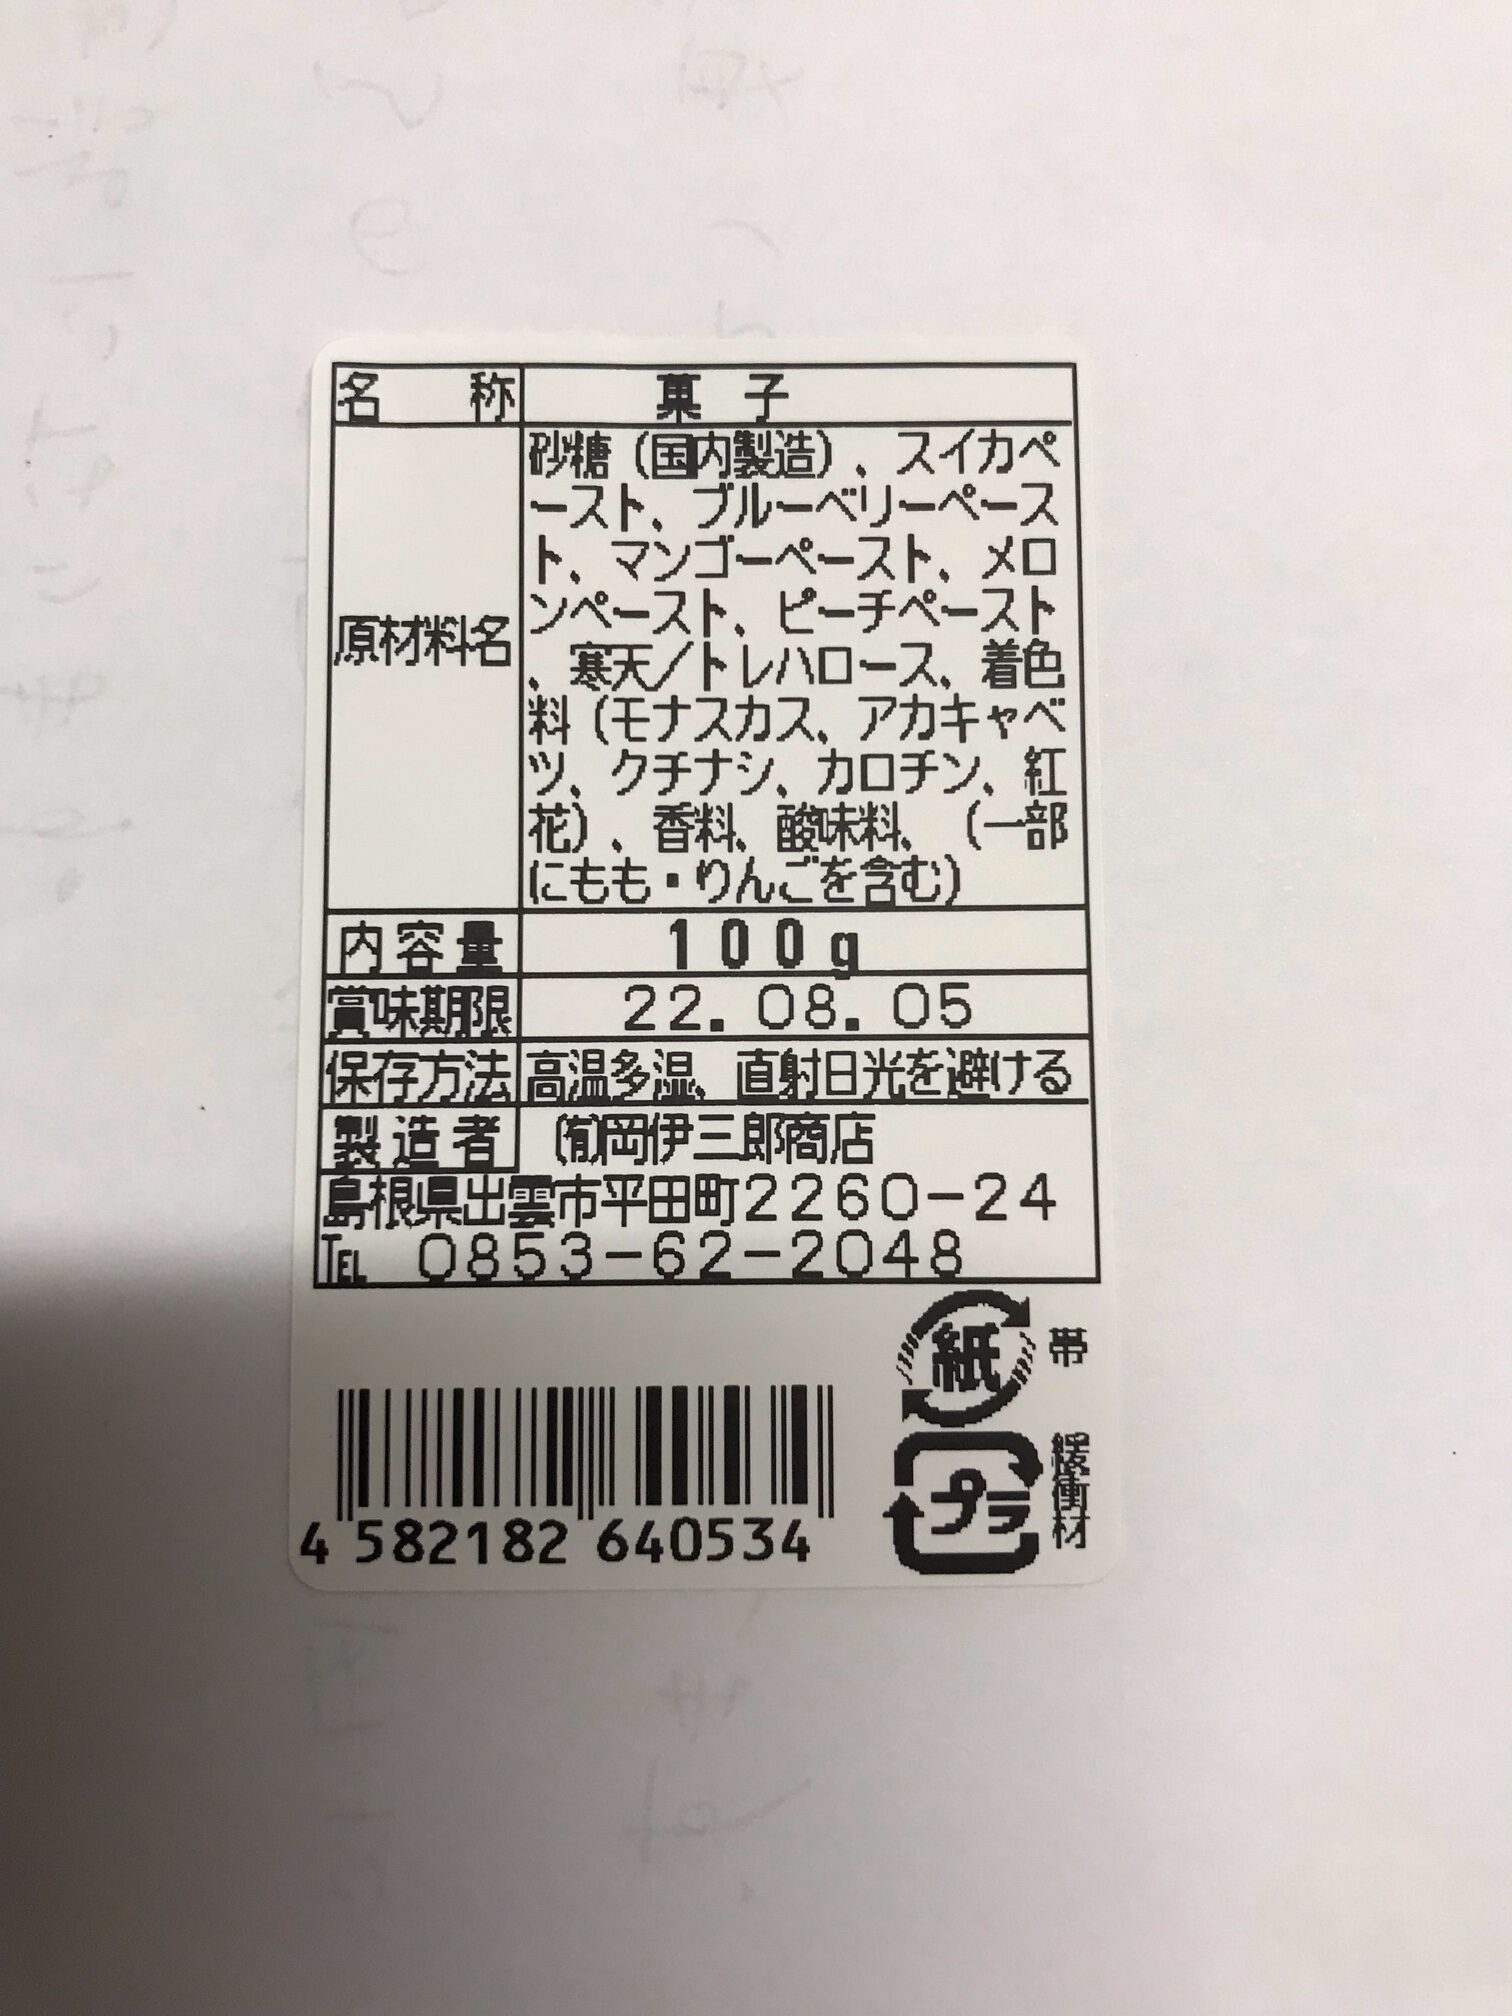 名 称 菓 子
原材料名
砂糖（国内製造）、スイカペ
ースト、ブルーベリーペース
ト、マンゴーペースト、メロ
ンペースト、ピーチペースト
、寒天／トレハロース、着色
料（モナスカス、アカキャベ
ツ、クチナシ、カロチン、紅
花）、香料、酸味料、（一部
にもも・りんごを含む）
内容量 100g
賞味期限 22.08.05
保存方法 高温多湿、直射日光を避ける
製造者 ㈲岡伊三郎商店
島根県出雲市平田町2260-24
TEL 0853-62-2048
紙 帯
プラ 緩衝材
4 582182 640534